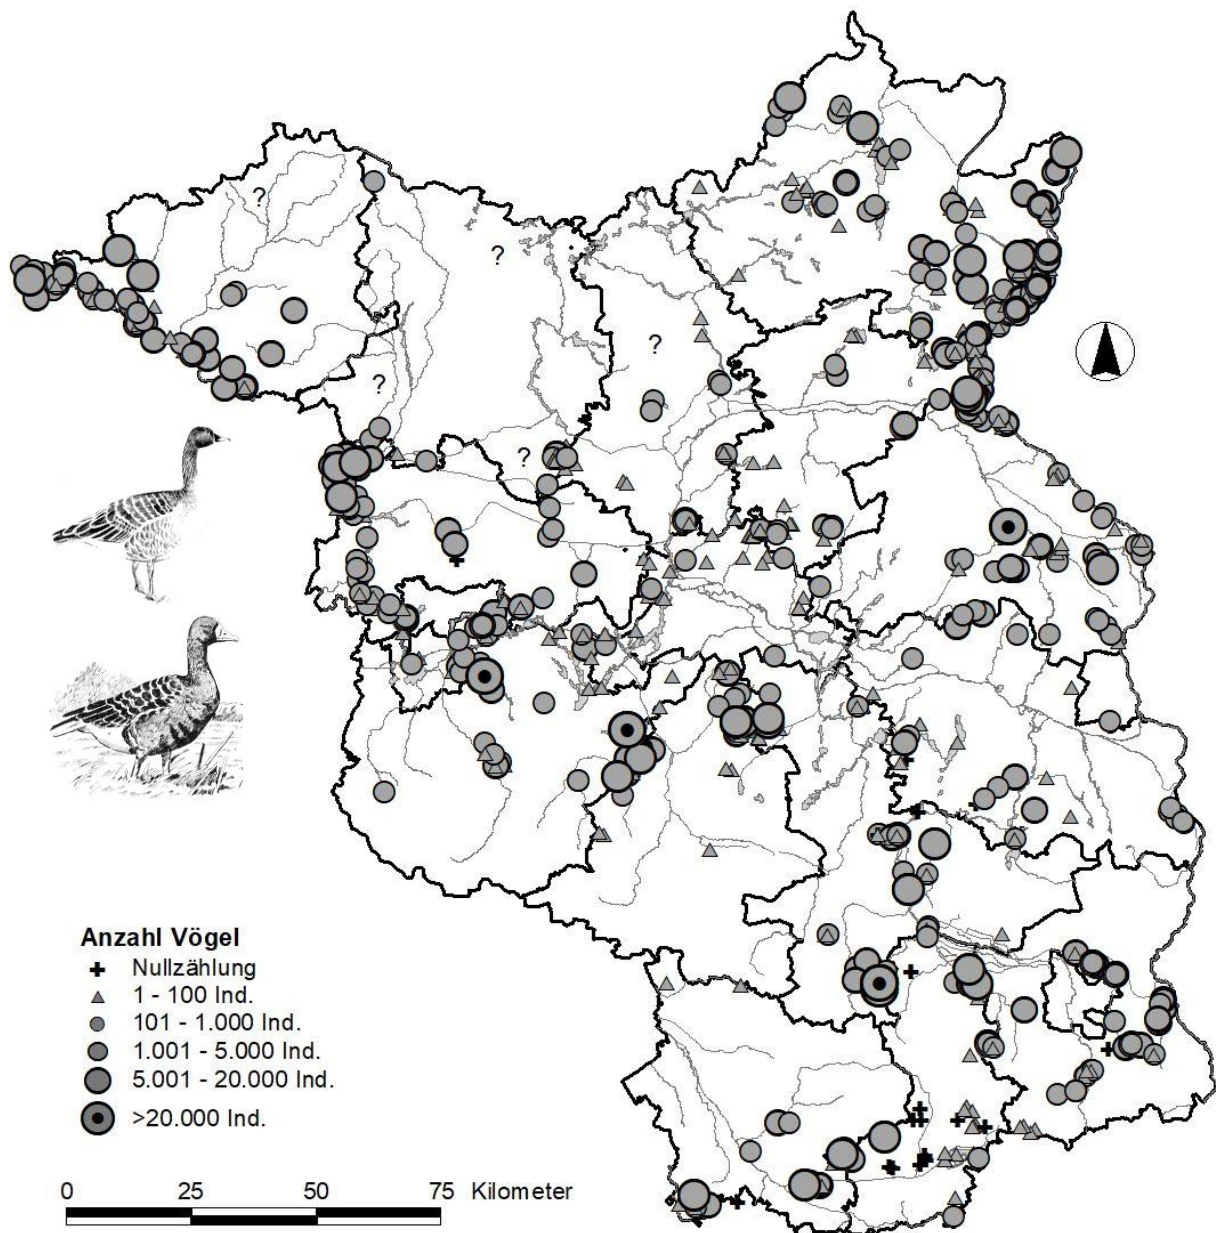 ?
?
?
?
?
Anzahl Vögel
Nullzählung
1 - 100 Ind.
101 - 1.000 Ind.
1.001 - 5.000 Ind.
5.001 - 20.000 Ind.
>20.000 Ind.
0 25 50 75 Kilometer